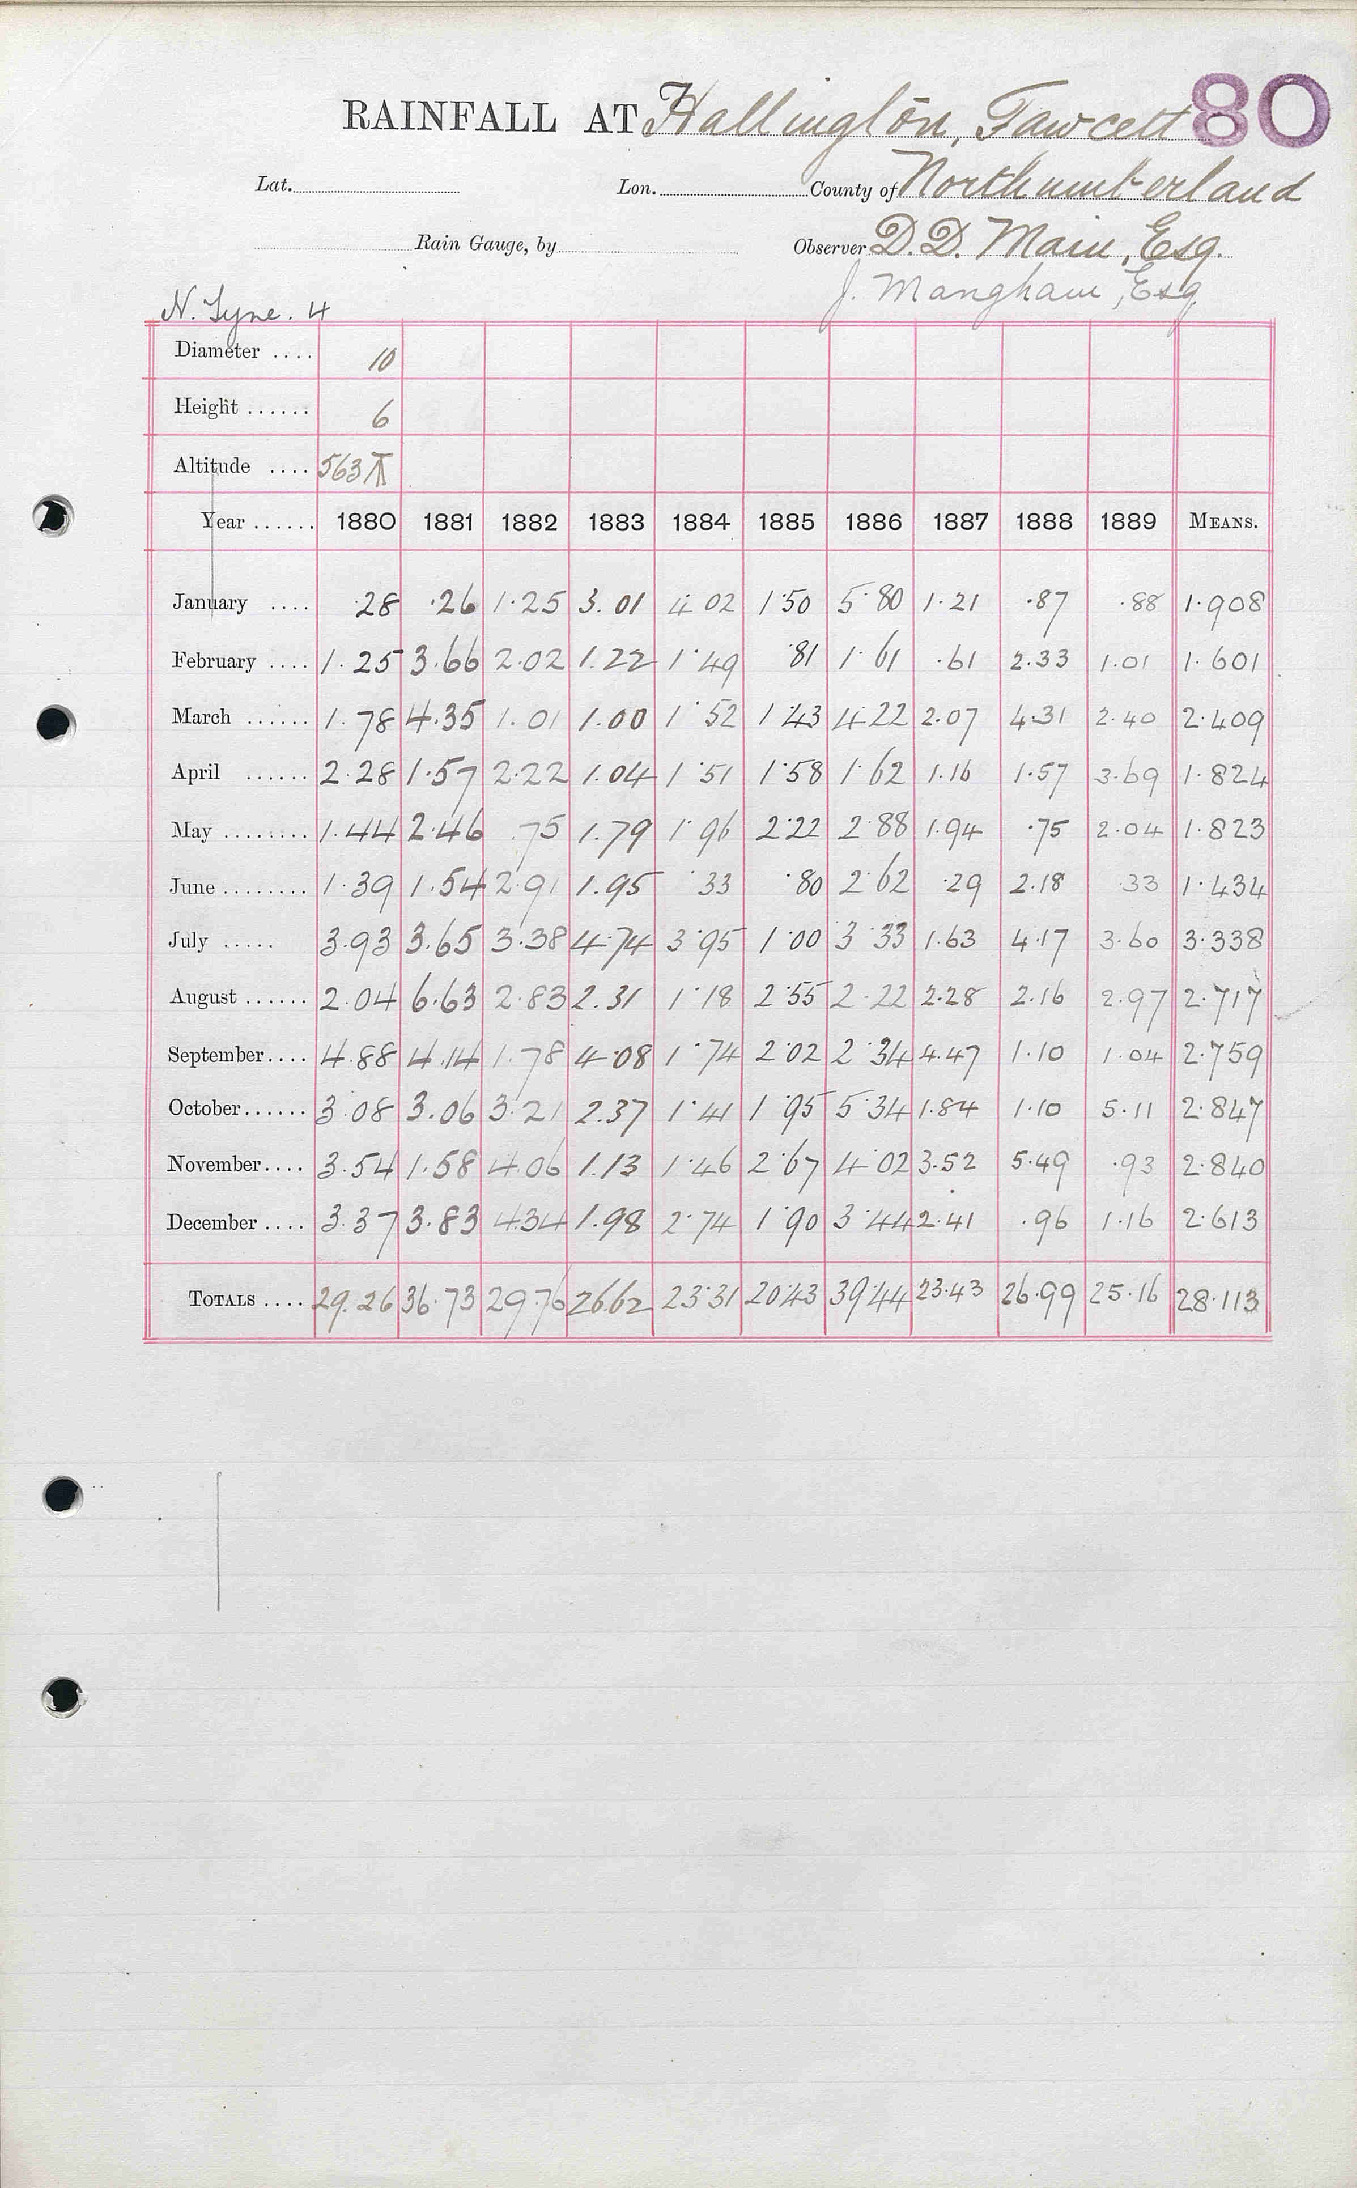 RAINFALL AT Hallington, Fawcett 80
Lat. Lon. County of Northumberland
Rain Gauge, by Observer D.D. Main, Esq.
J. Mangham, Esq
N. Tyne. 4
Diameter .... 10
Height ...... 6
Altitude .... 563
Year ...... 1880 1881 1882 1883 1884 1885 1886 1887 1888 1889 MEANS.
January .... ·28 ·26 1·25 3.01 4 02 1·50 5·80 1·21 ·87 ·88 1·908
February .... 1.25 3.66 2.02 1.22 1·49 ·81 1·61 ·61 2.33 1.01 1.601
March ...... 1.78 4.35 1.01 1.00 1·52 1·43 4·22 2.07 4.31 2.40 2.409
April ...... 2.28 1.57 2.22 1.04 1·51 1·58 1·62 1.16 1.57 3.69 1.824
May ........ 1.44 2.46 .75 1.79 1·96 2·22 2·88 1.94 ·75 2.04 1.823
June ........ 1.39 1.54 2.91 1.95 ·33 ·80 2·62 ·29 2.18 .33 1.434
July ..... 3.93 3.65 3.38 4.74 3·95 1·00 3·33 1.63 4.17 3.60 3.338
August ...... 2.04 6.63 2.83 2.31 1·18 2·55 2·22 2.28 2.16 2.97 2.717
September.... 4.88 4.14 1.78 4.08 1·74 2·02 2·34 4.47 1.10 1.04 2.759
October...... 3.08 3.06 3.21 2.37 1·41 1·95 5·34 1.84 1.10 5.11 2.847
November.... 3.54 1.58 4.06 1.13 1·46 2·67 4·02 3.52 5.49 .93 2.840
December .... 3.37 3.83 4.34 1.98 2·74 1·90 3·44 2.41 .96 1.16 2.613
TOTALS .... 29.26 36.73 29.76 26.62 23·31 20·43 39·44 23.43 26.99 25.16 28.113